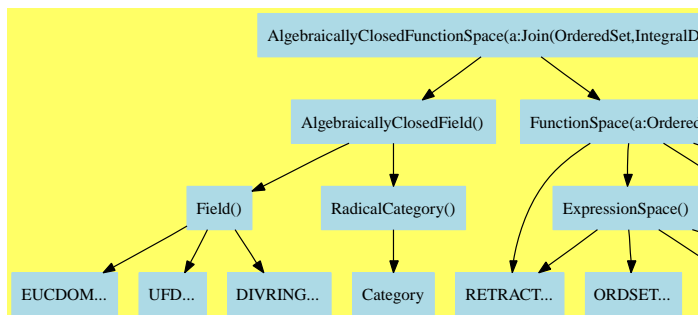 AlgebraicallyClosedFunctionSpace(a:Join(OrderedSet,IntegralD
AlgebraicallyClosedField()
FunctionSpace(a:Ordered
Field()
RadicalCategory()
ExpressionSpace()
EUCDOM...
UFD...
DIVRING...
Category
RETRACT...
ORDSET...